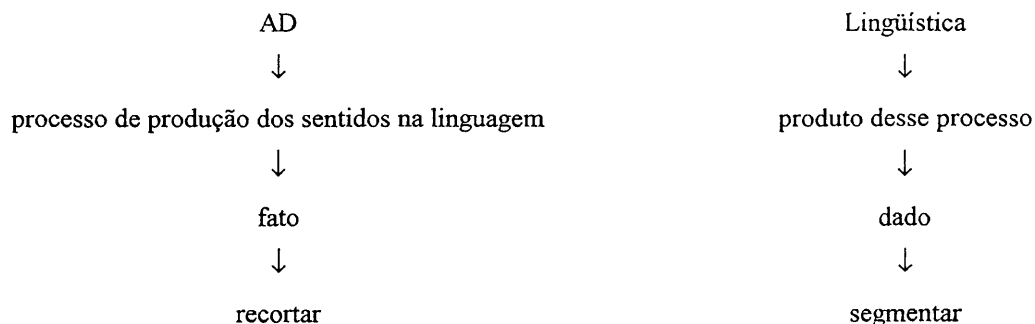 AD Lingüística
↓ ↓
processo de produção dos sentidos na linguagem produto desse processo
↓ ↓
fato dado
↓ ↓
recortar segmentar